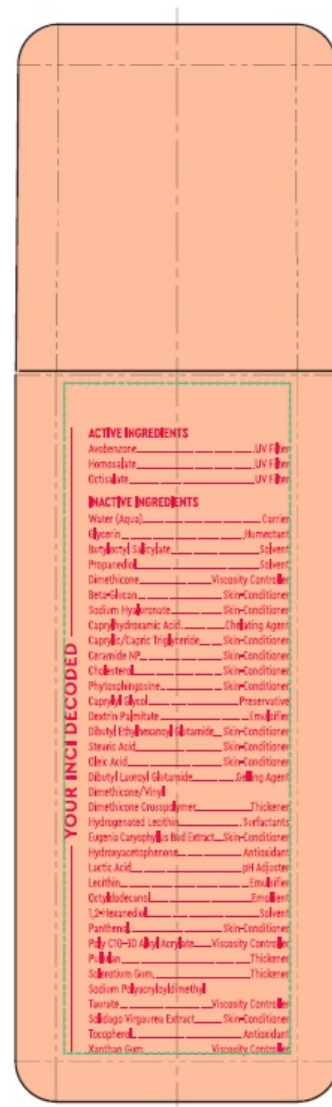 YOUR INCI DECODED
ACTIVE INGREDIENTS
Avobenzone UV Filter
Homosalate UV Filter
Octisalate UV Filter
INACTIVE INGREDIENTS
Water (Aqua) Carrier
Glycerin Humectant
Butyloctyl Salicylate Solvent
Propanediol Solvent
Dimethicone Viscosity Controller
Beta-Glucan Skin-Conditioner
Sodium Hyaluronate Skin-Conditioner
Caprylhydroxamic Acid Chelating Agent
Caprylic/Capric Triglyceride Skin-Conditioner
Ceramide NP Skin-Conditioner
Cholesterol Skin-Conditioner
Phytosphingosine Skin-Conditioner
Caprylyl Glycol Preservative
Dextrin Palmitate Emulsifier
Dibutyl Ethylhexanoyl Glutamide Skin-Conditioner
Stearic Acid Skin-Conditioner
Oleic Acid Skin-Conditioner
Dibutyl Lauroyl Glutamide Gelling Agent
Dimethicone/Vinyl
Dimethicone Crosspolymer Thickener
Hydrogenated Lecithin Surfactants
Eugenia Caryophyllus Bud Extract Skin-Conditioner
Hydroxyacetophenone Antioxidant
Lactic Acid pH Adjuster
Lecithin Emulsifier
Octyldodecanol Emollient
1,2-Hexanediol Solvent
Panthenol Skin-Conditioner
Poly C10-30 Alkyl Acrylate Viscosity Controller
Pullulan Thickener
Sclerotium Gum Thickener
Sodium Polyacryloyldimethyl
Taurate Viscosity Controller
Solidago Virgaurea Extract Skin-Conditioner
Tocopherol Antioxidant
Xanthan Gum Viscosity Controller